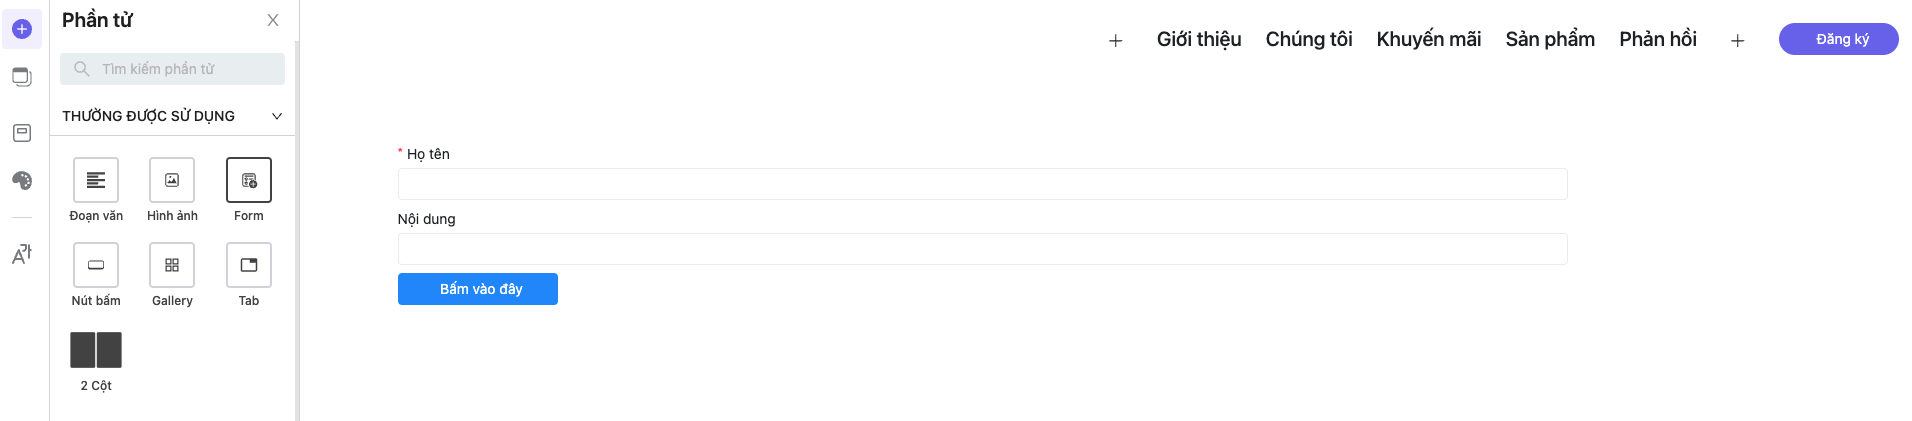 Phần tử
Tìm kiếm phần tử
THƯỜNG ĐƯỢC SỬ DỤNG
Đoạn văn
Hình ảnh
Form
Nút bấm
Gallery
Tab
2 Cột
Giới thiệu
Chúng tôi
Khuyến mãi
Sản phẩm
Phản hồi
Đăng ký
* Họ tên
Nội dung
Bấm vào đây